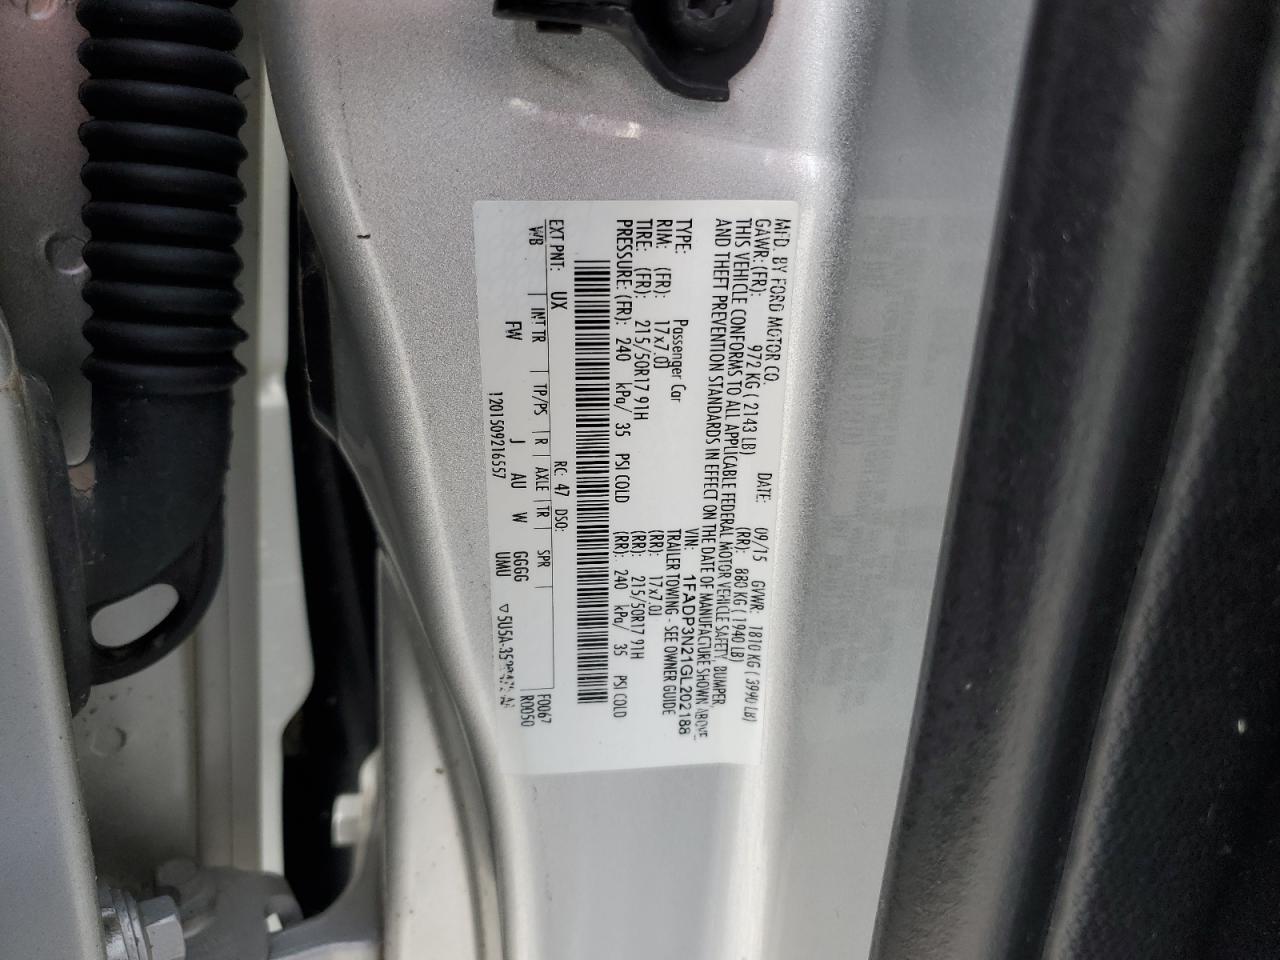 MFD. BY FORD MOTOR CO.
DATE: 09/15 GVWR: 1810 KG ( 3990 LB)
GAWR: (FR): 972 KG ( 2143 LB) (RR): 880 KG ( 1940 LB)
THIS VEHICLE CONFORMS TO ALL APPLICABLE FEDERAL MOTOR VEHICLE SAFETY, BUMPER,
AND THEFT PREVENTION STANDARDS IN EFFECT ON THE DATE OF MANUFACTURE SHOWN ABOVE.
VIN: 1FADP3N21GL202188
TYPE: Passenger Car TRAILER TOWING - SEE OWNER GUIDE
RIM: (FR): 17x7.0J (RR): 17x7.0J
TIRE: (FR): 215/50R17 91H (RR): 215/50R17 91H
PRESSURE: (FR): 240 kPa/ 35 PSI COLD (RR): 240 kPa/ 35 PSI COLD
EXT PNT: UX RC: 47 DSO: F0067
WB INT TR TP/PS R AXLE TR SPR R0050
FW J AU W GGGG
1201509216557 UMU